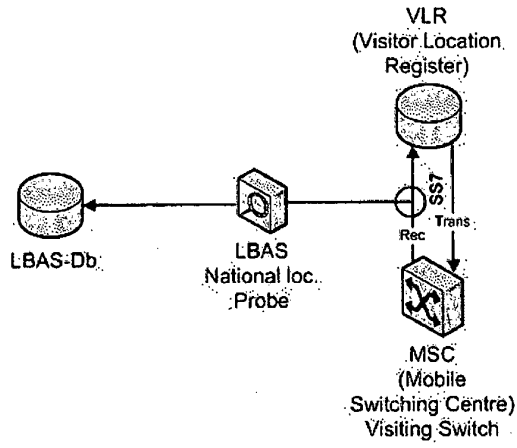 VLR
(Visitor Location
Register)
SS7
Trans
Rec
LBAS-Db
LBAS
National loc.
Probe
MSC
(Mobile
Switching Centre)
Visiting Switch